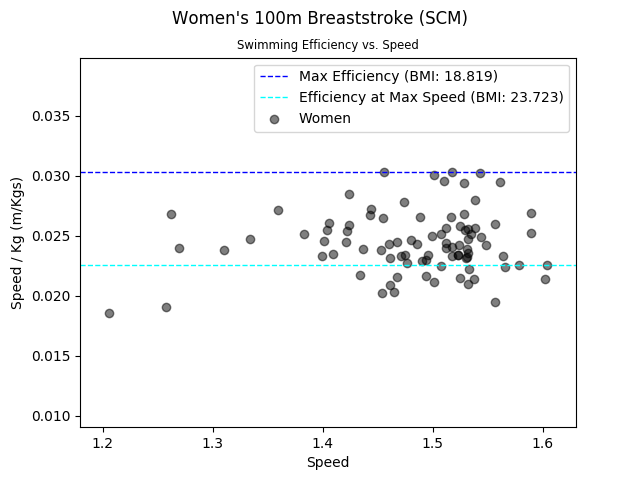 Women's 100m Breaststroke (SCM)
Swimming Efficiency vs. Speed
Max Efficiency (BMI: 18.819)
Efficiency at Max Speed (BMI: 23.723)
Women
Speed / Kg (m/Kgs)
0.035
0.030
0.025
0.020
0.015
0.010
1.2 1.3 1.4 1.5 1.6
Speed